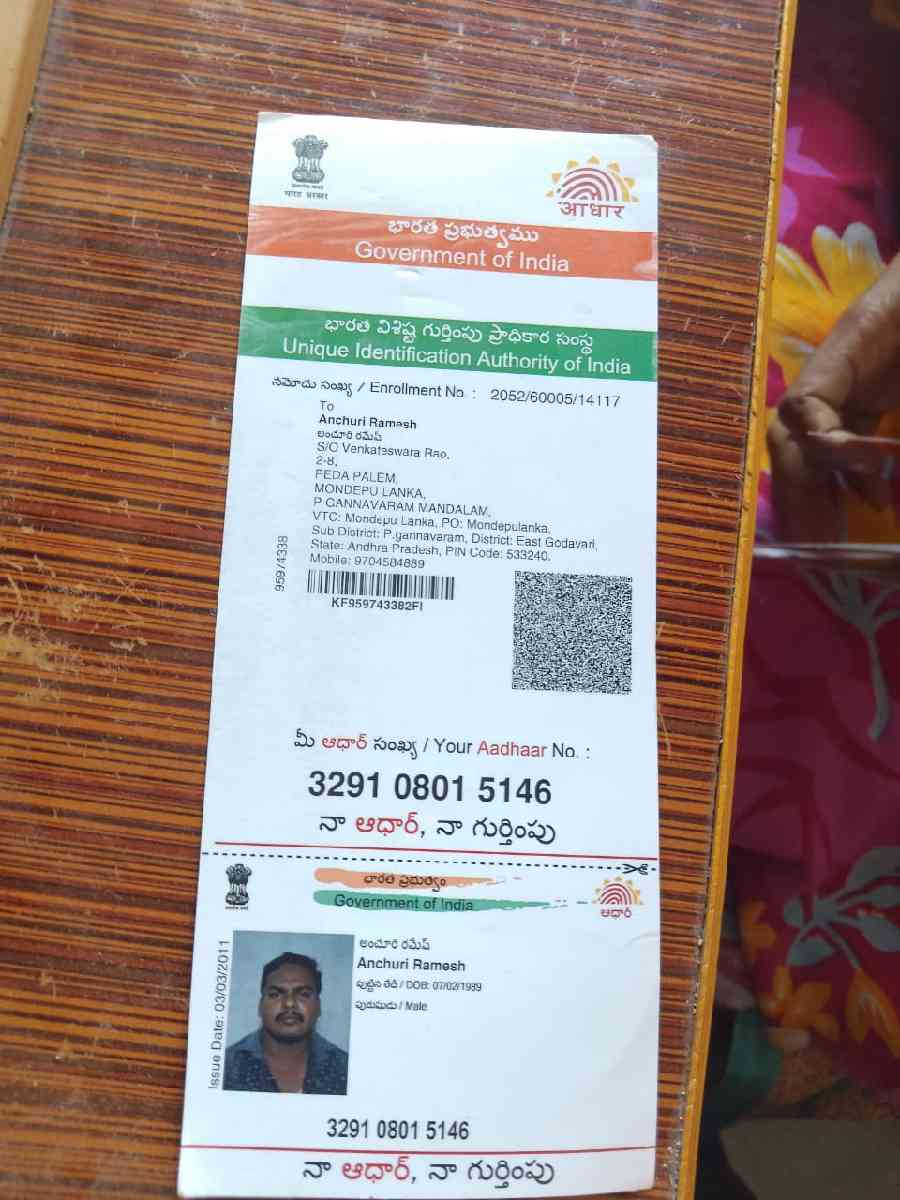 भारत सरकार
आधार
భారత ప్రభుత్వము
Government of India
భారత విశిష్ట గుర్తింపు ప్రాధికార సంస్థ
Unique Identification Authority of India
నమోదు సంఖ్య / Enrollment No. : 2052/60005/14117
To
Anchuri Ramesh
అంచూరి రమేష్
S/O Venkateswara Rao,
2-8,
PEDA PALEM,
MONDEPU LANKA,
P GANNAVARAM MANDALAM,
VTC: Mondepu Lanka, PO: Mondepulanka,
Sub District: P.gannavaram, District: East Godavari,
State: Andhra Pradesh, PIN Code: 533240,
Mobile: 9704584889
95974338
KF959743382FI
మీ ఆధార్ సంఖ్య / Your Aadhaar No. :
3291 0801 5146
నా ఆధార్, నా గుర్తింపు
భారత ప్రభుత్వం
Government of India
ఆధార్
Issue Date: 03/03/2011
అంచూరి రమేష్
Anchuri Ramesh
పుట్టిన తేదీ / DOB: 07/02/1989
పురుషుడు / Male
3291 0801 5146
నా ఆధార్, నా గుర్తింపు